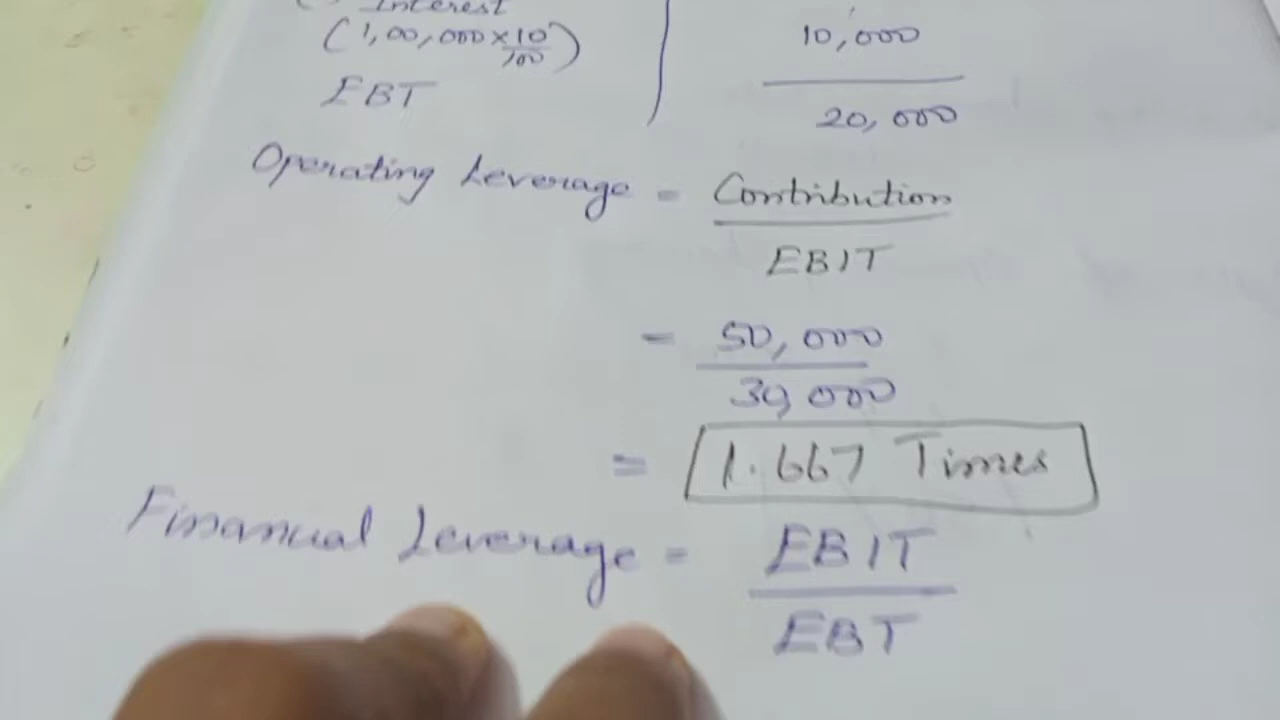 Interest
(1,00,000 × 10/100) 10,000
EBT 20,000
Operating Leverage = Contribution
EBIT
= 50,000
30,000
= 1.667 Times
Financial Leverage = EBIT
EBT